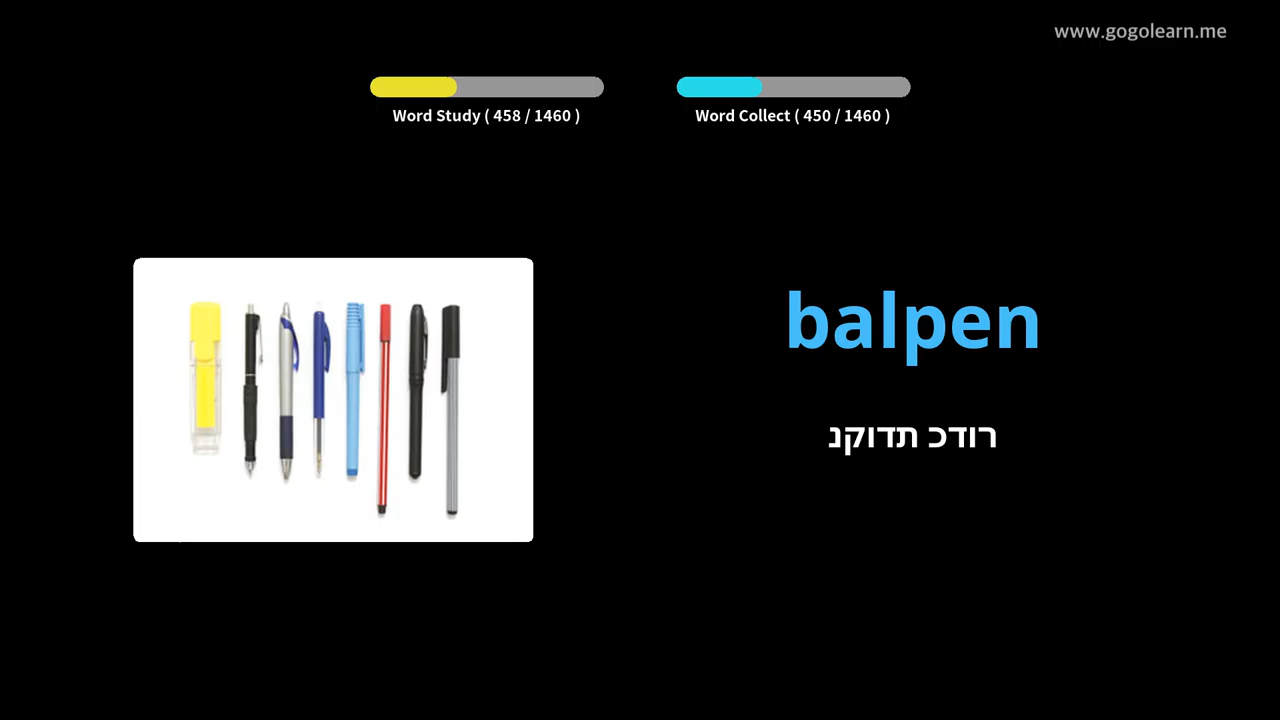 www.gogolearn.me
Word Study ( 458 / 1460 )
Word Collect ( 450 / 1460 )
balpen
רודכ תדוקנ